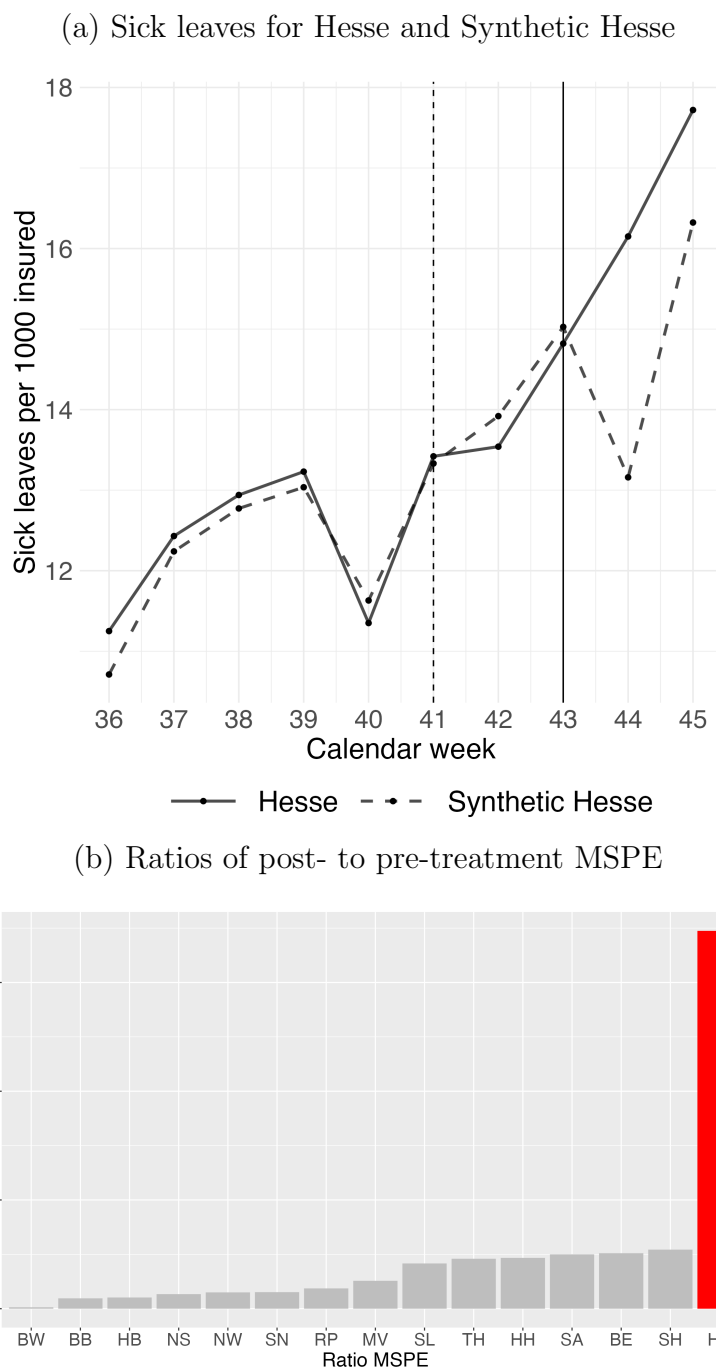 (a) Sick leaves for Hesse and Synthetic Hesse
Sick leaves per 1000 insured
18
16
14
12
36 37 38 39 40 41 42 43 44 45
Calendar week
Hesse Synthetic Hesse
(b) Ratios of post- to pre-treatment MSPE
BW BB HB NS NW SN RP MV SL TH HH SA BE SH
Ratio MSPE